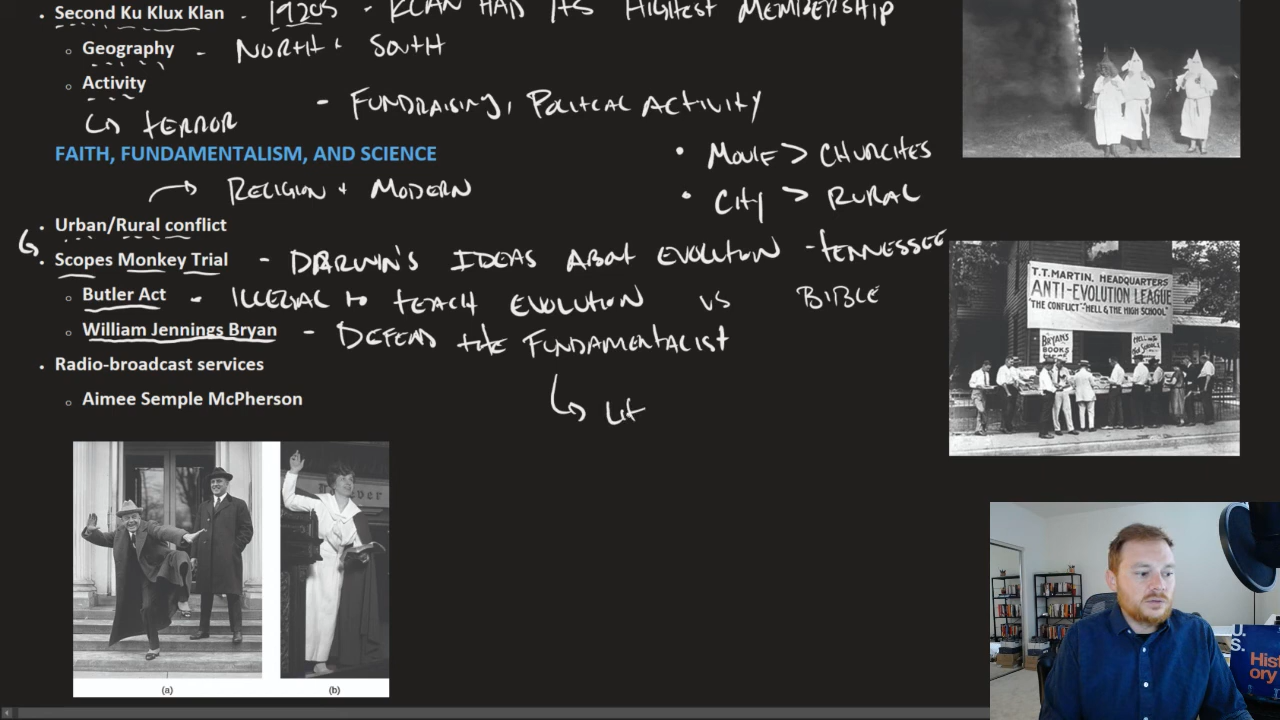 Second Ku Klux Klan - 1920s - KLAN HAD ITS HIGHEST MEMBERSHIP
Geography - NORTH + SOUTH
Activity
↳ TERROR - FUNDRAISING, POLITICAL ACTIVITY
FAITH, FUNDAMENTALISM, AND SCIENCE
→ RELIGION + MODERN
• MOVIE > CHURCHES
• CITY > RURAL
Urban/Rural conflict
Scopes Monkey Trial - DARWIN'S IDEAS ABOUT EVOLUTION - TENNESSEE
Butler Act - ILLEGAL to TEACH EVOLUTION VS BIBLE
William Jennings Bryan - DEFEND the FUNDAMENTALIST
↳ Lit
Radio-broadcast services
Aimee Semple McPherson
T.T. MARTIN, HEADQUARTERS
ANTI-EVOLUTION LEAGUE
"THE CONFLICT"-"HELL & THE HIGH SCHOOL"
BRYAN'S
BOOKS
(a) (b)
U.
S.
Hist
ory